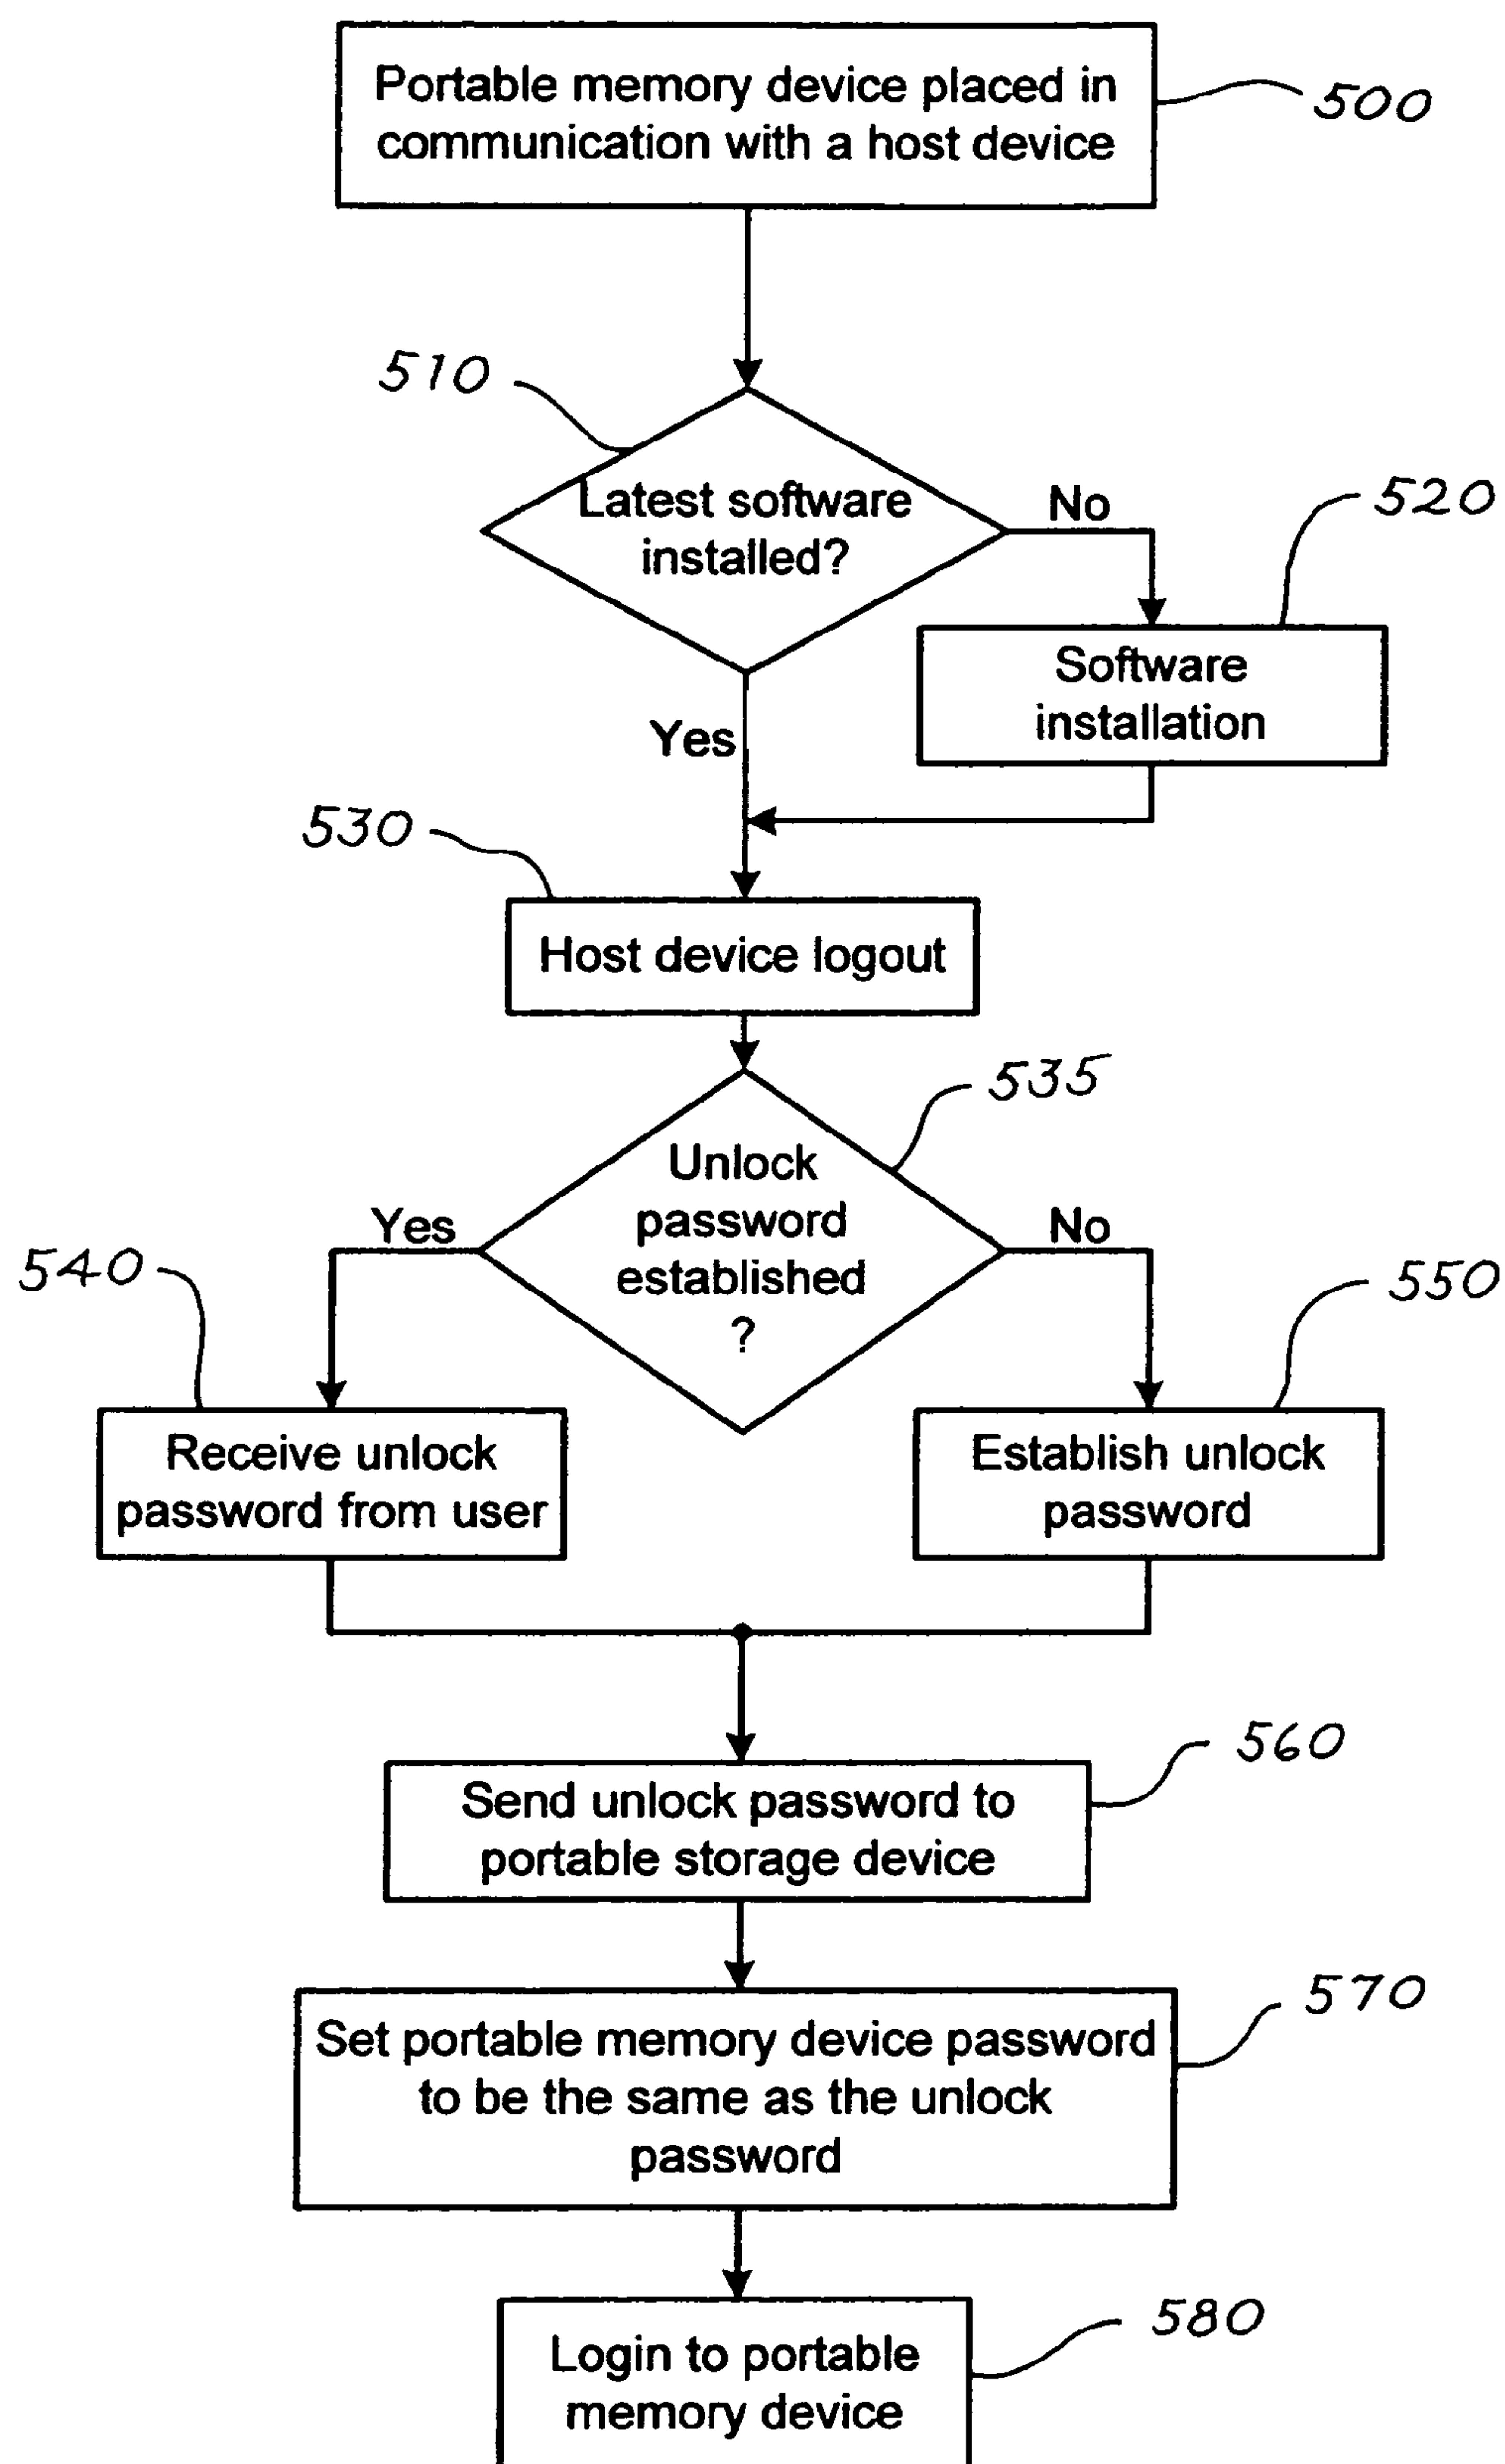 Portable memory device placed in
communication with a host device
500
510
Latest software
installed?
No
520
Software
installation
Yes
530
Host device logout
535
Unlock
password
established
?
Yes
No
540
550
Receive unlock
password from user
Establish unlock
password
560
Send unlock password to
portable storage device
570
Set portable memory device password
to be the same as the unlock
password
580
Login to portable
memory device